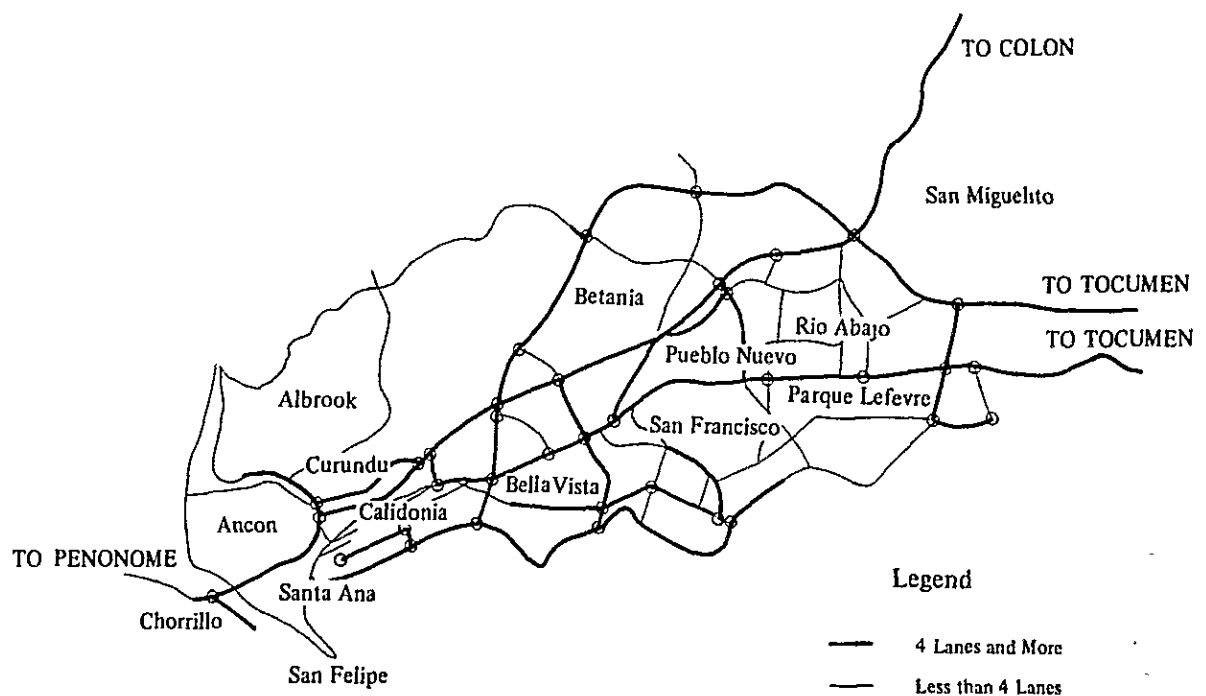 TO COLON
San Miguelito
TO TOCUMEN
Betania
Rio Abajo
TO TOCUMEN
Pueblo Nuevo
Albrook
Parque Lefevre
San Francisco
Curundu
Bella Vista
Calidonia
Ancon
TO PENONOME
Legend
Santa Ana
Chorrillo
4 Lanes and More
San Felipe
Less than 4 Lanes